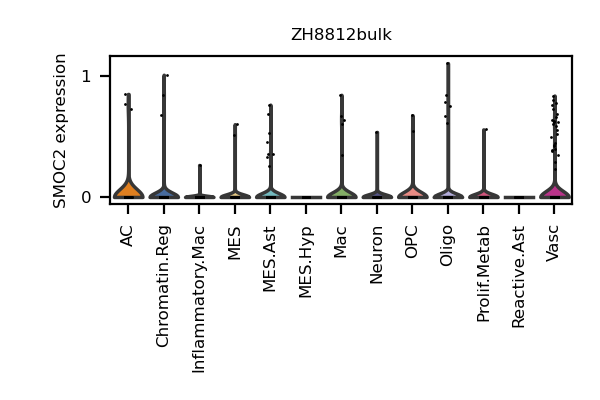 ZH8812bulk
SMOC2 expression
1
0
AC
Chromatin.Reg
Inflammatory.Mac
MES
MES.Ast
MES.Hyp
Mac
Neuron
OPC
Oligo
Prolif.Metab
Reactive.Ast
Vasc